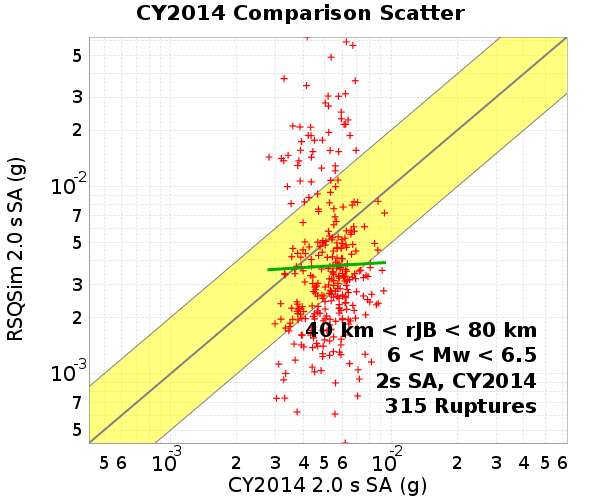 CY2014 Comparison Scatter
RSQSim 2.0 s SA (g)
5
3
2
10-2
7
5
3
2
10-3
7
5
40 km < rJB < 80 km
6 < Mw < 6.5
2s SA, CY2014
315 Ruptures
5 6 10-3 2 3 4 5 6 10-2 2 3 4 5 6
CY2014 2.0 s SA (g)